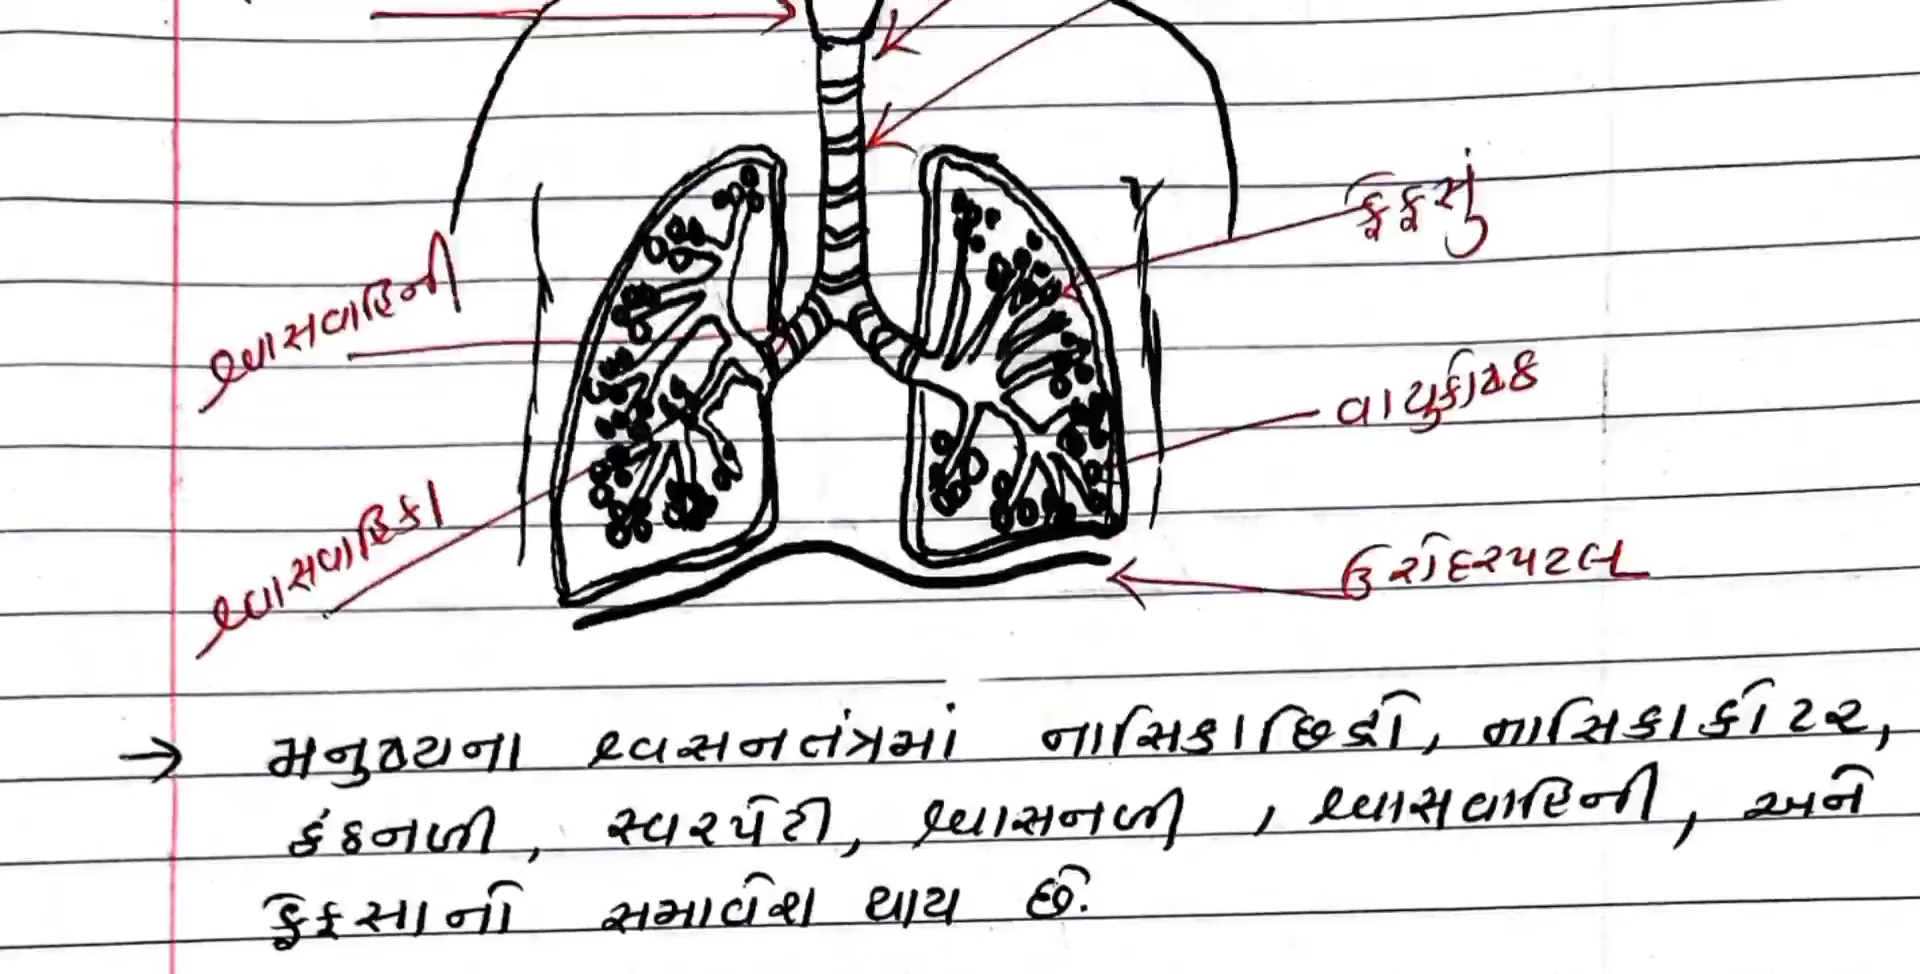 ફેફસું
શ્વાસવાહિની
વાયુકોષ્ઠ
શ્વાસવાહિકા
ઉરોદરપટલ
→ મનુષ્યના શ્વસનતંત્રમાં નાસિકાછિદ્રો, નાસિકાકોટર,
કંઠનળી, સ્વરપેટી, શ્વાસનળી, શ્વાસવાહિની, અને
ફેફસાનો સમાવેશ થાય છે.